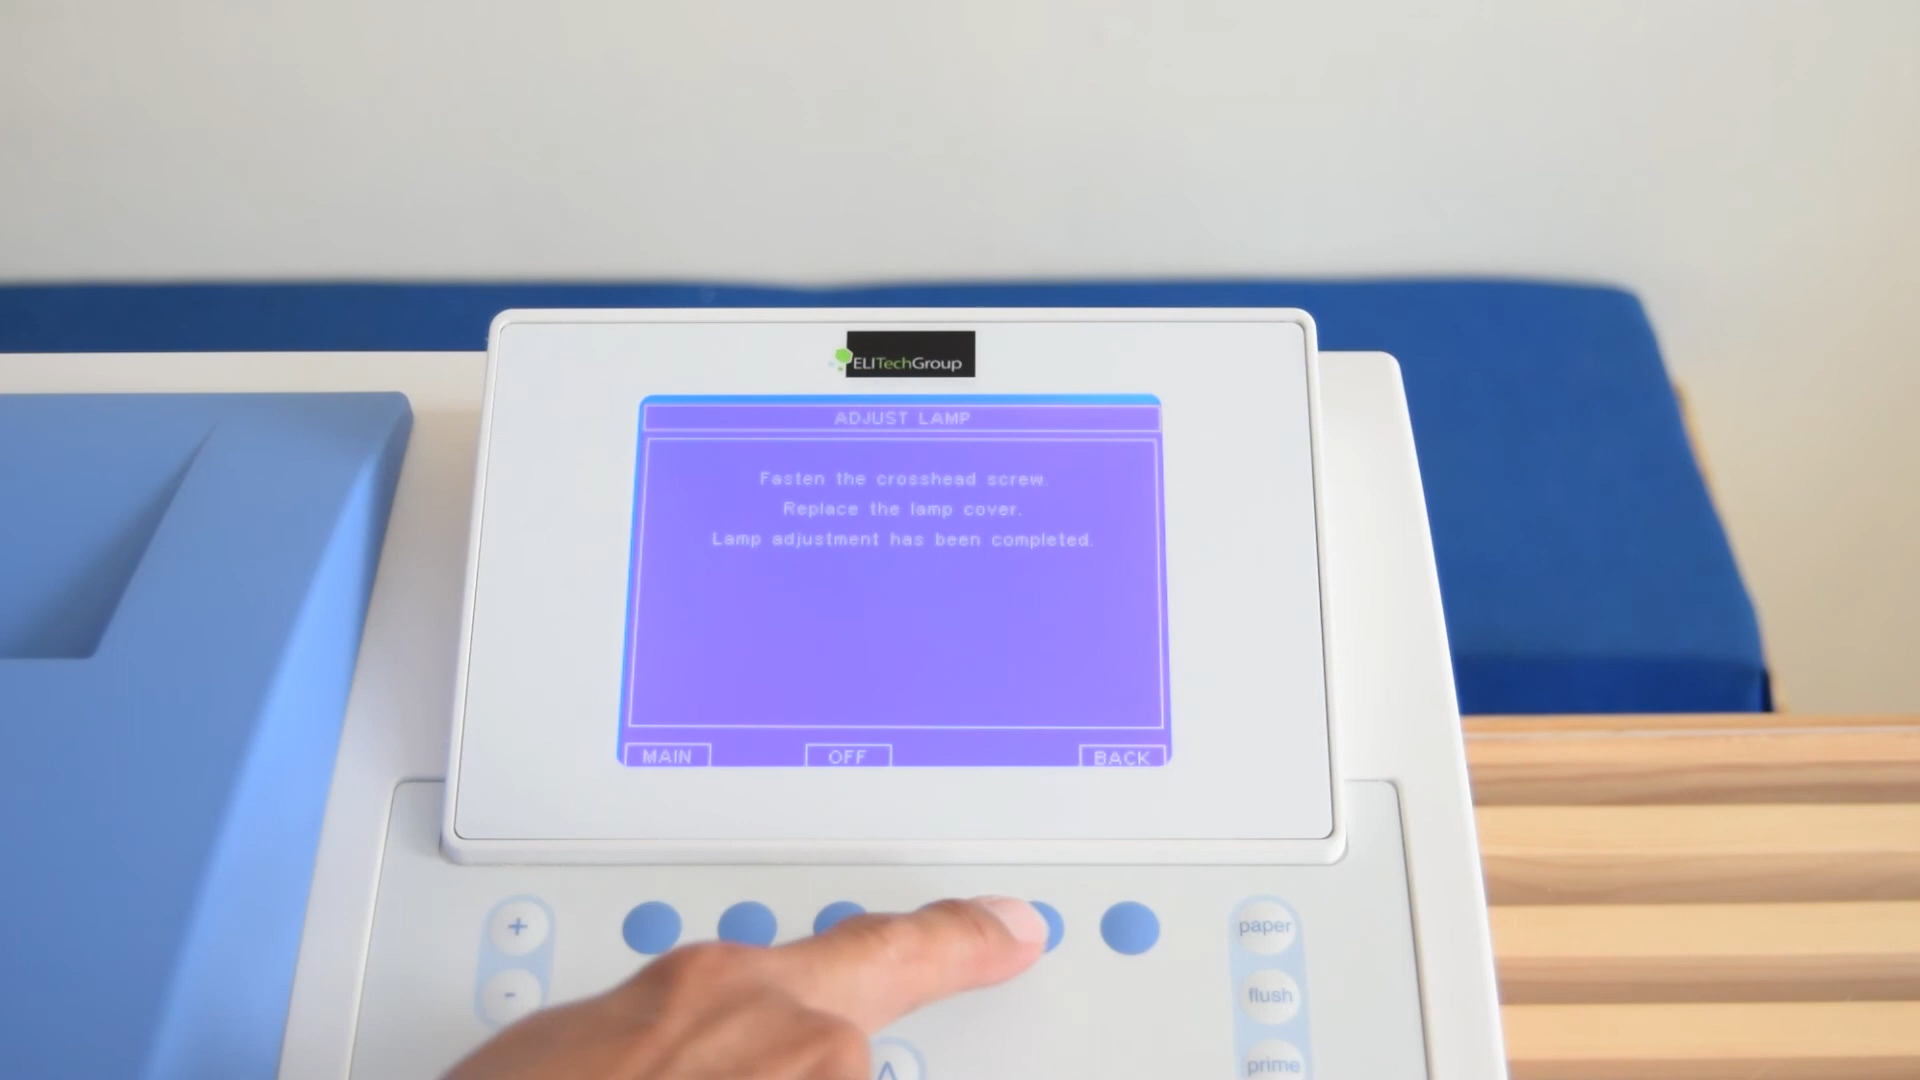 ELITechGroup
ADJUST LAMP
Fasten the crosshead screw.
Replace the lamp cover.
Lamp adjustment has been completed.
MAIN OFF BACK
+
-
paper
flush
prime